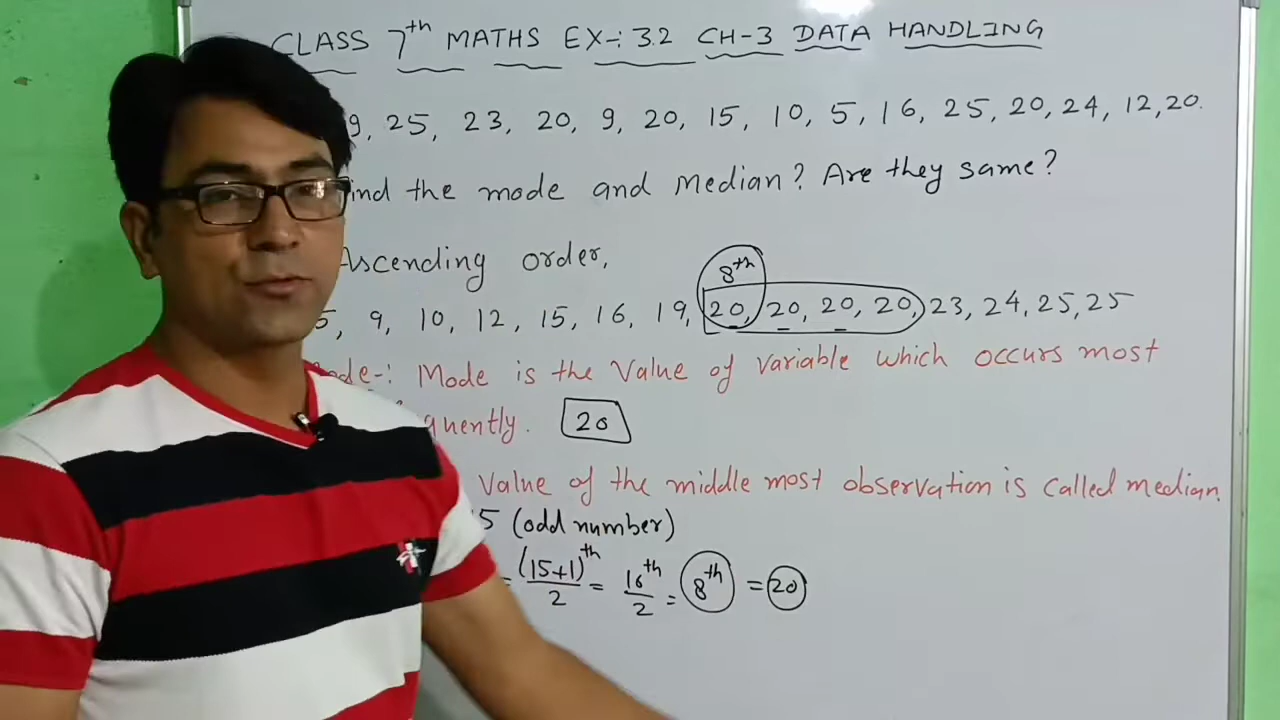 CLASS 7th MATHS EX-: 3.2 CH-3 DATA HANDLING
9, 25, 23, 20, 9, 20, 15, 10, 5, 16, 25, 20, 24, 12, 20.
ind the mode and Median? Are they same?
Ascending order,
8th
5, 9, 10, 12, 15, 16, 19, 20, 20, 20, 20, 23, 24, 25, 25
ode-: Mode is the Value of variable which occurs most
quently. 20
Value of the middle most observation is called median.
15 (odd number)
= (15+1)th/2 = 16th/2 = 8th = 20